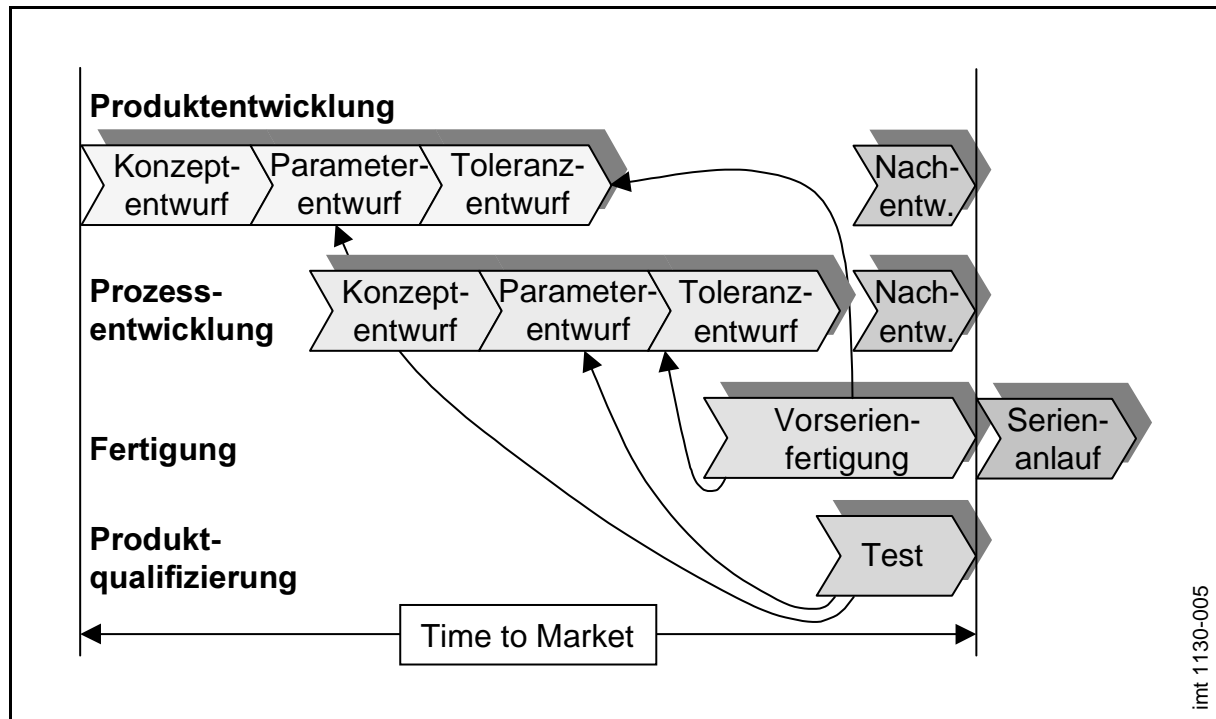 Produktentwicklung
Konzept-
entwurf
Parameter-
entwurf
Toleranz-
entwurf
Nach-
entw.
Prozess-
entwicklung
Konzept-
entwurf
Parameter-
entwurf
Toleranz-
entwurf
Nach-
entw.
Fertigung
Vorserien-
fertigung
Serien-
anlauf
Produkt-
qualifizierung
Test
Time to Market
imt 1130-005